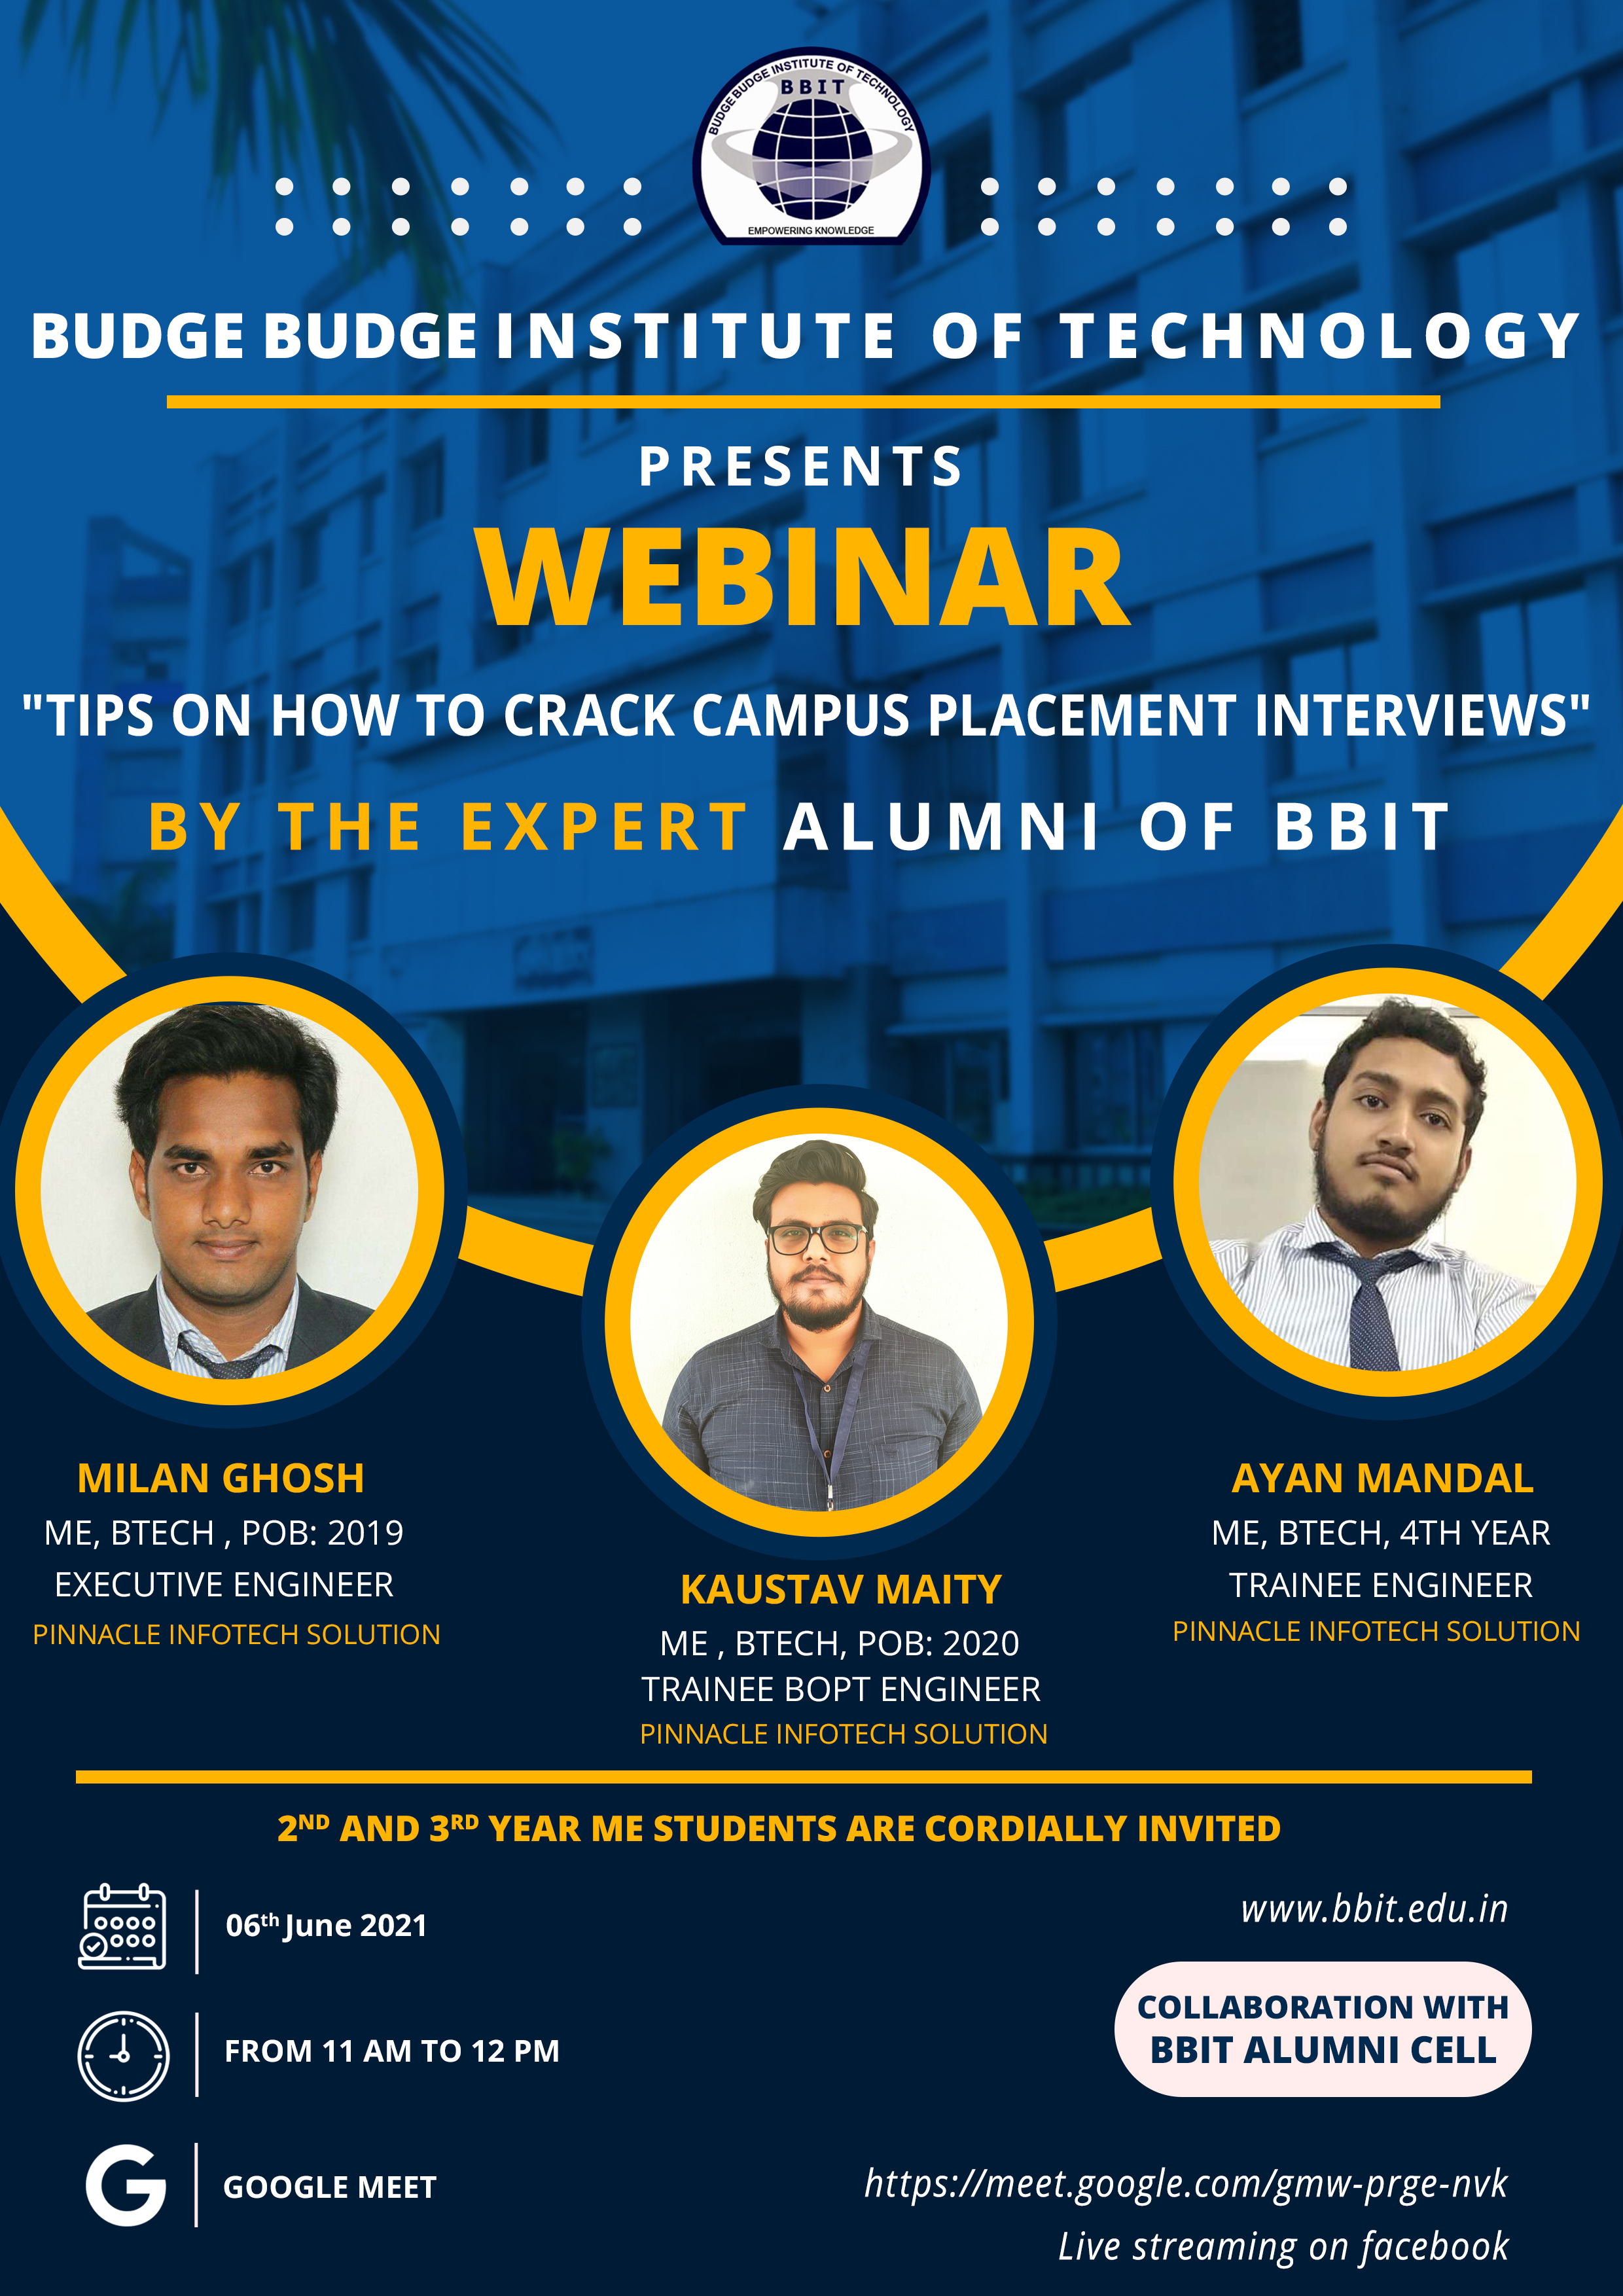 BUDGE BUDGE INSTITUTE OF TECHNOLOGY
BBIT
EMPOWERING KNOWLEDGE
BUDGE BUDGE INSTITUTE OF TECHNOLOGY
PRESENTS
WEBINAR
"TIPS ON HOW TO CRACK CAMPUS PLACEMENT INTERVIEWS"
BY THE EXPERT ALUMNI OF BBIT
MILAN GHOSH
ME, BTECH , POB: 2019
EXECUTIVE ENGINEER
PINNACLE INFOTECH SOLUTION
KAUSTAV MAITY
ME , BTECH, POB: 2020
TRAINEE BOPT ENGINEER
PINNACLE INFOTECH SOLUTION
AYAN MANDAL
ME, BTECH, 4TH YEAR
TRAINEE ENGINEER
PINNACLE INFOTECH SOLUTION
2ND AND 3RD YEAR ME STUDENTS ARE CORDIALLY INVITED
06th June 2021
FROM 11 AM TO 12 PM
G
GOOGLE MEET
www.bbit.edu.in
COLLABORATION WITH
BBIT ALUMNI CELL
https://meet.google.com/gmw-prge-nvk
Live streaming on facebook